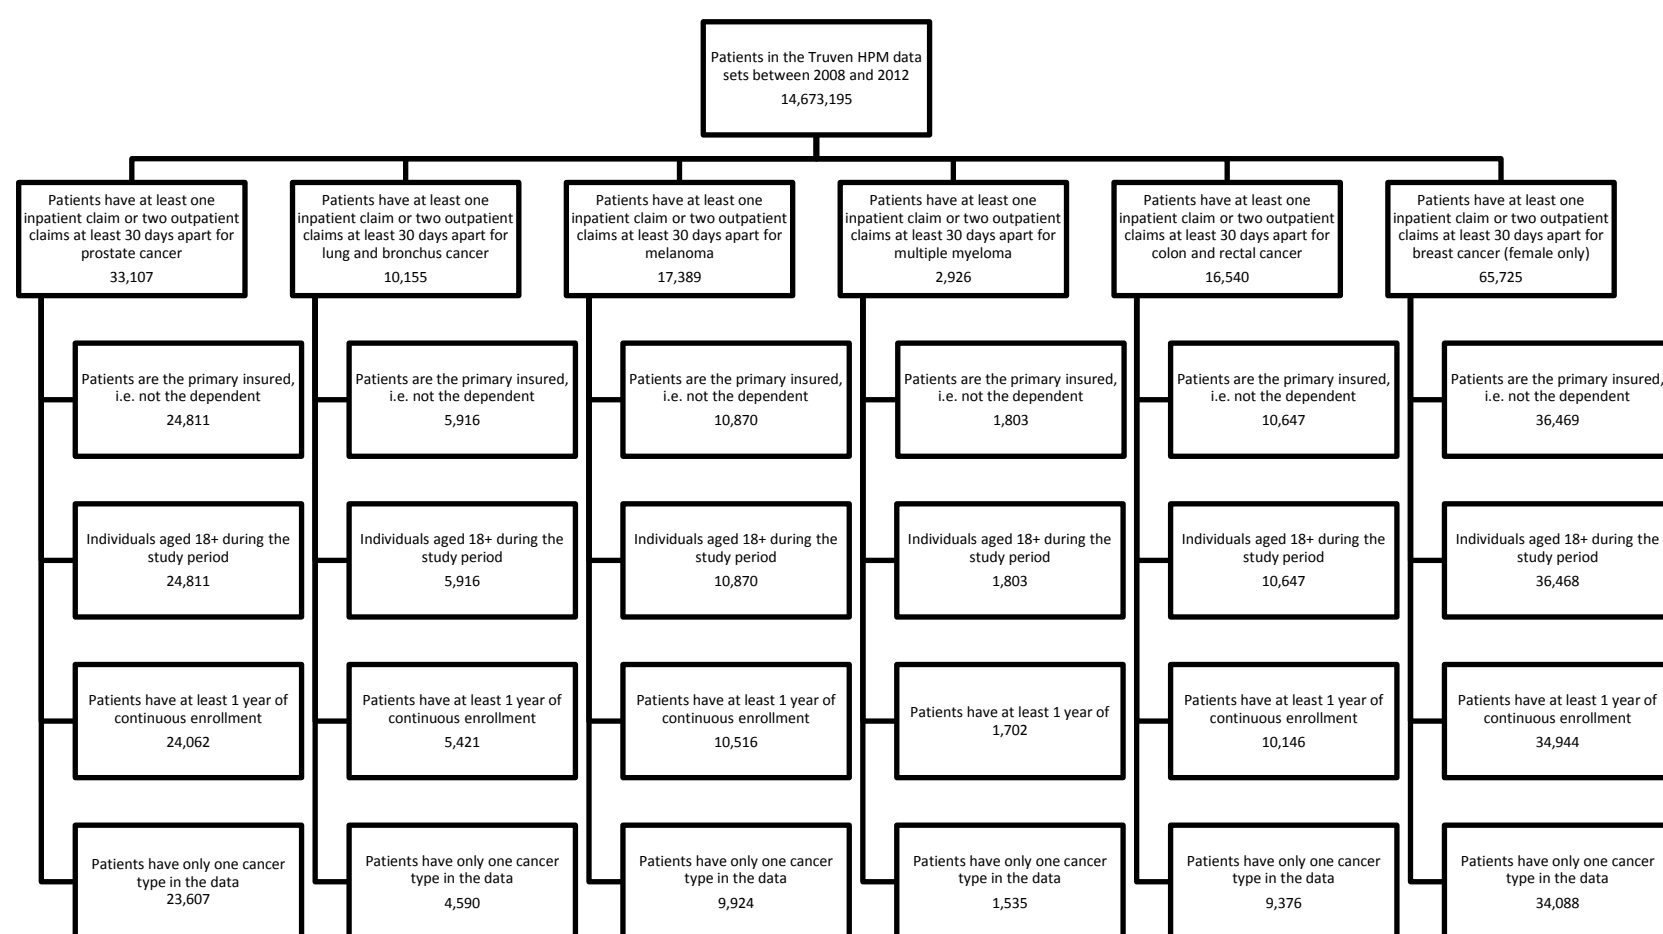 Patients in the Truven HPM data
sets between 2008 and 2012
14,673,195
Patients have at least one
inpatient claim or two outpatient
claims at least 30 days apart for
prostate cancer
33,107
Patients have at least one
inpatient claim or two outpatient
claims at least 30 days apart for
lung and bronchus cancer
10,155
Patients have at least one
inpatient claim or two outpatient
claims at least 30 days apart for
melanoma
17,389
Patients have at least one
inpatient claim or two outpatient
claims at least 30 days apart for
multiple myeloma
2,926
Patients have at least one
inpatient claim or two outpatient
claims at least 30 days apart for
colon and rectal cancer
16,540
Patients have at least one
inpatient claim or two outpatient
claims at least 30 days apart for
breast cancer (female only)
65,725
Patients are the primary insured,
i.e. not the dependent
24,811
Patients are the primary insured,
i.e. not the dependent
5,916
Patients are the primary insured,
i.e. not the dependent
10,870
Patients are the primary insured,
i.e. not the dependent
1,803
Patients are the primary insured,
i.e. not the dependent
10,647
Patients are the primary insured,
i.e. not the dependent
36,469
Individuals aged 18+ during the
study period
24,811
Individuals aged 18+ during the
study period
5,916
Individuals aged 18+ during the
study period
10,870
Individuals aged 18+ during the
study period
1,803
Individuals aged 18+ during the
study period
10,647
Individuals aged 18+ during the
study period
36,468
Patients have at least 1 year of
continuous enrollment
24,062
Patients have at least 1 year of
continuous enrollment
5,421
Patients have at least 1 year of
continuous enrollment
10,516
Patients have at least 1 year of
1,702
Patients have at least 1 year of
continuous enrollment
10,146
Patients have at least 1 year of
continuous enrollment
34,944
Patients have only one cancer
type in the data
23,607
Patients have only one cancer
type in the data
4,590
Patients have only one cancer
type in the data
9,924
Patients have only one cancer
type in the data
1,535
Patients have only one cancer
type in the data
9,376
Patients have only one cancer
type in the data
34,088